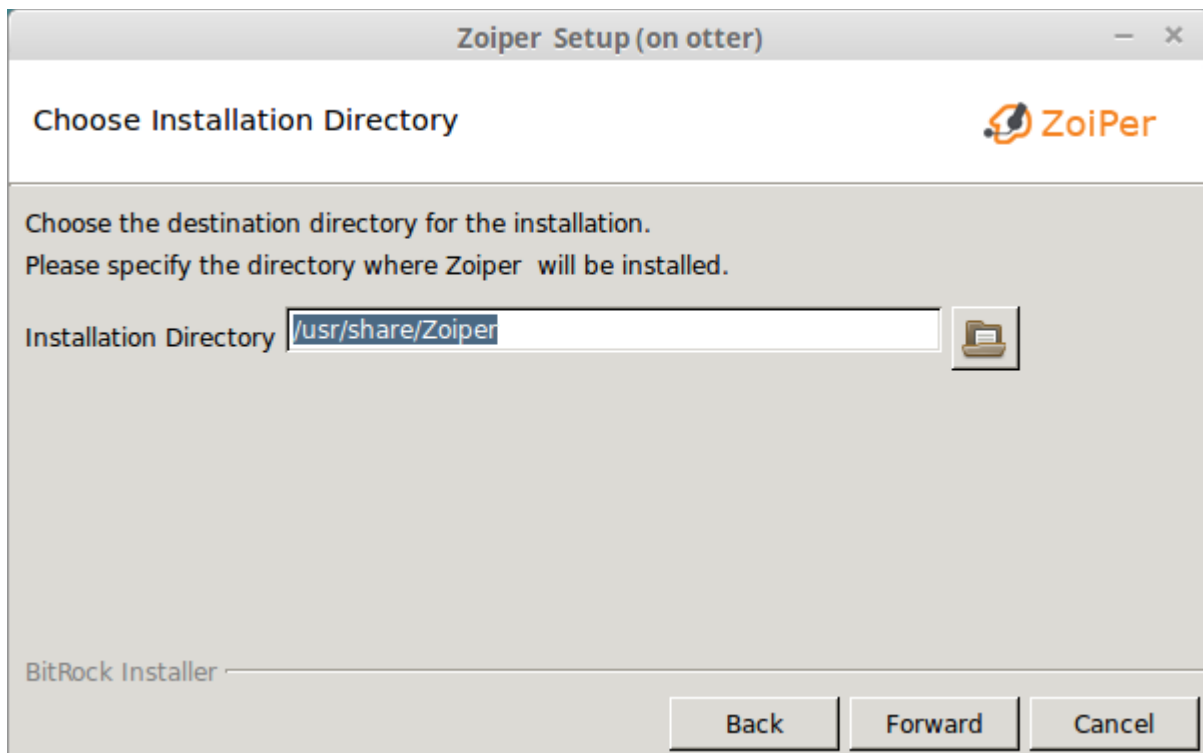 Zoiper Setup (on otter)
Choose Installation Directory
ZoiPer
Choose the destination directory for the installation.
Please specify the directory where Zoiper will be installed.
Installation Directory /usr/share/Zoiper
BitRock Installer
Back Forward Cancel